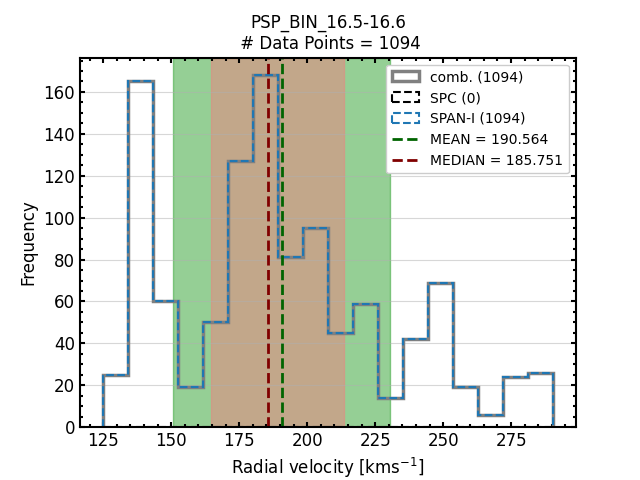 PSP_BIN_16.5-16.6
# Data Points = 1094
comb. (1094)
SPC (0)
SPAN-I (1094)
MEAN = 190.564
MEDIAN = 185.751
Frequency
160
140
120
100
80
60
40
20
0
125 150 175 200 225 250 275
Radial velocity [kms⁻¹]